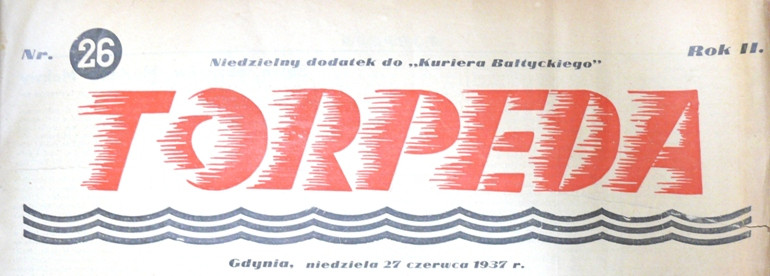 Nr. 26
Rok II.
Niedzielny dodatek do „Kuriera Bałtyckiego"
TORPEDA
Gdynia, niedziela 27 czerwca 1937 r.